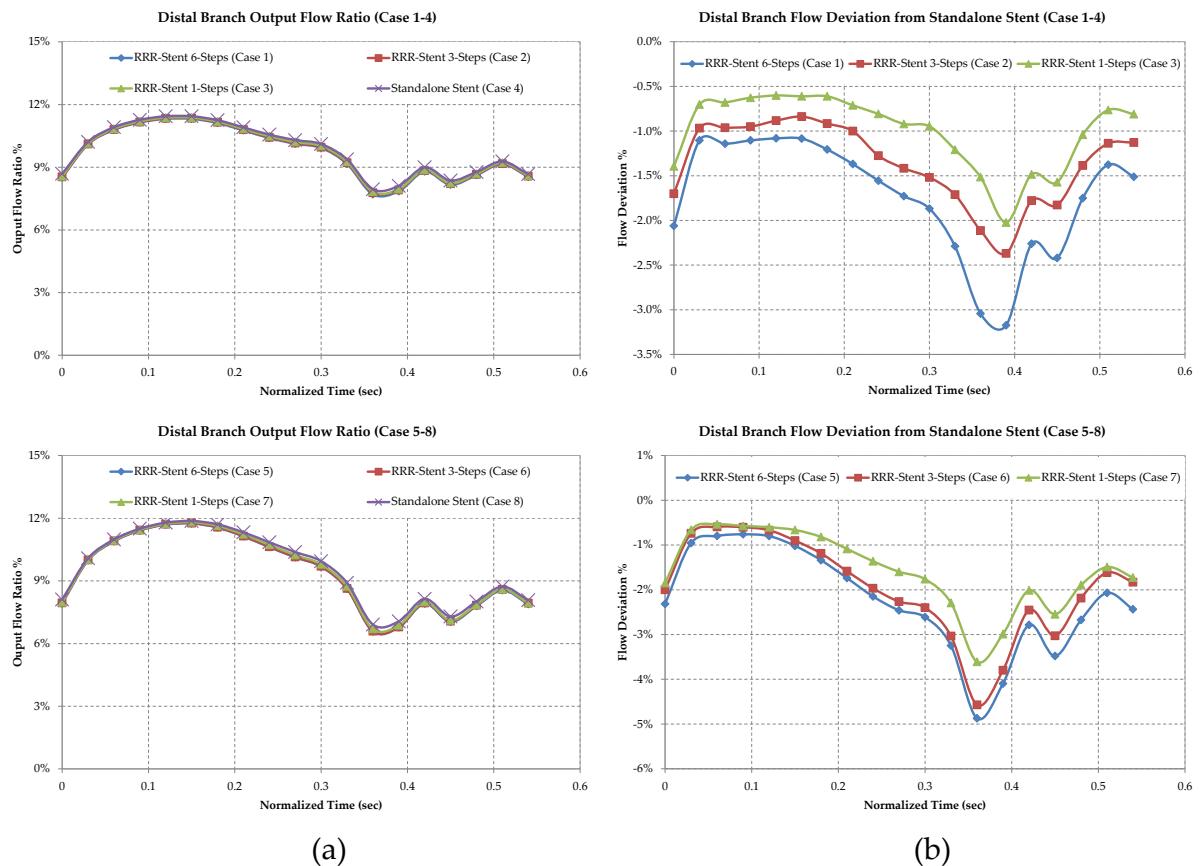 Distal Branch Output Flow Ratio (Case 1-4)
15%
12%
9%
6%
3%
0%
Ouput Flow Ratio %
RRR-Stent 6-Steps (Case 1)
RRR-Stent 3-Steps (Case 2)
RRR-Stent 1-Steps (Case 3)
Standalone Stent (Case 4)
0 0.1 0.2 0.3 0.4 0.5 0.6
Normalized Time (sec)
Distal Branch Flow Deviation from Standalone Stent (Case 1-4)
0.0%
-0.5%
-1.0%
-1.5%
-2.0%
-2.5%
-3.0%
-3.5%
Flow Deviation %
RRR-Stent 6-Steps (Case 1) RRR-Stent 3-Steps (Case 2) RRR-Stent 1-Steps (Case 3)
0 0.1 0.2 0.3 0.4 0.5 0.6
Normalized Time (sec)
Distal Branch Output Flow Ratio (Case 5-8)
15%
12%
9%
6%
3%
0%
Ouput Flow Ratio %
RRR-Stent 6-Steps (Case 5)
RRR-Stent 3-Steps (Case 6)
RRR-Stent 1-Steps (Case 7)
Standalone Stent (Case 8)
0 0.1 0.2 0.3 0.4 0.5 0.6
Normalized Time (sec)
Distal Branch Flow Deviation from Standalone Stent (Case 5-8)
1%
0%
-1%
-2%
-3%
-4%
-5%
-6%
Flow Deviation %
RRR-Stent 6-Steps (Case 5) RRR-Stent 3-Steps (Case 6) RRR-Stent 1-Steps (Case 7)
0 0.1 0.2 0.3 0.4 0.5 0.6
Normalized Time (sec)
(a)
(b)